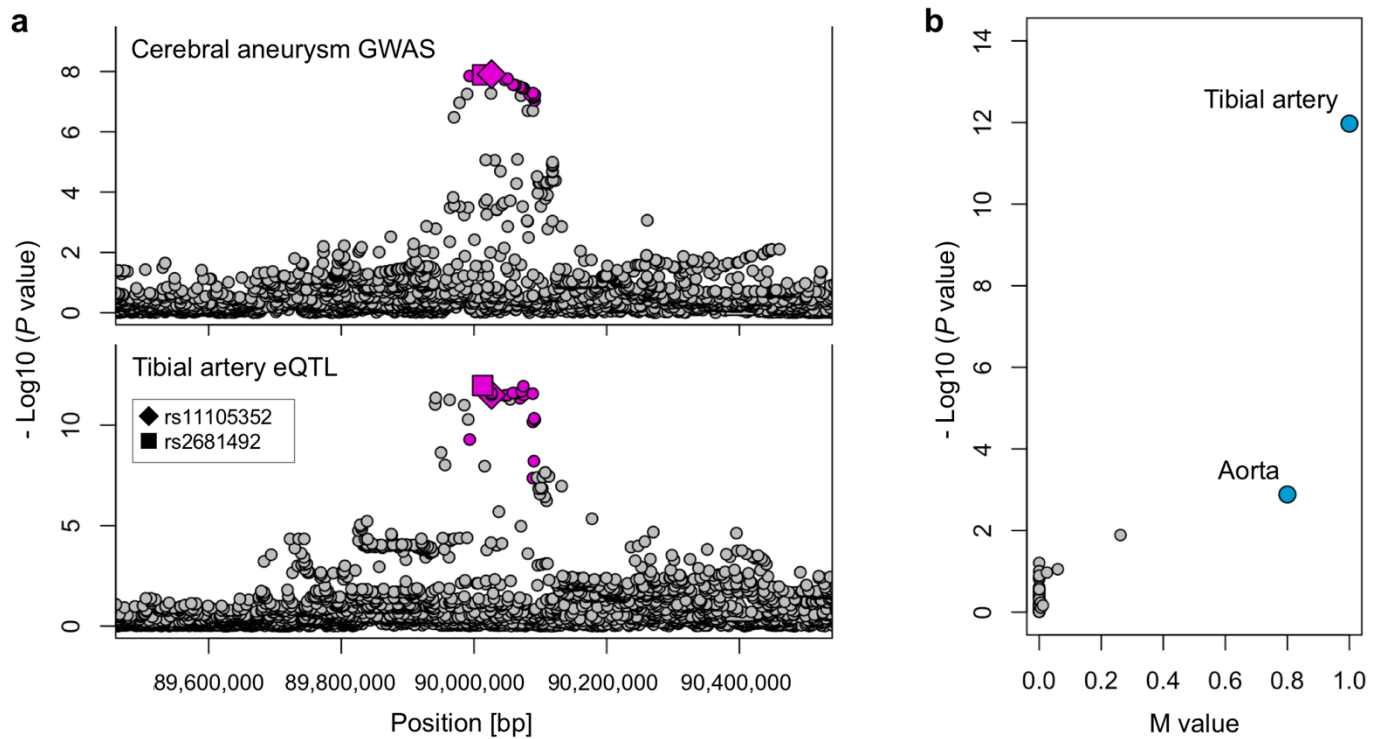 a
Cerebral aneurysm GWAS
8
6
4
2
0
- Log10 (P value)
Tibial artery eQTL
rs11105352
rs2681492
10
5
0
89,600,000 89,800,000 90,000,000 90,200,000 90,400,000
Position [bp]
b
14
12
10
8
6
4
2
0
- Log10 (P value)
Tibial artery
Aorta
0.0 0.2 0.4 0.6 0.8 1.0
M value